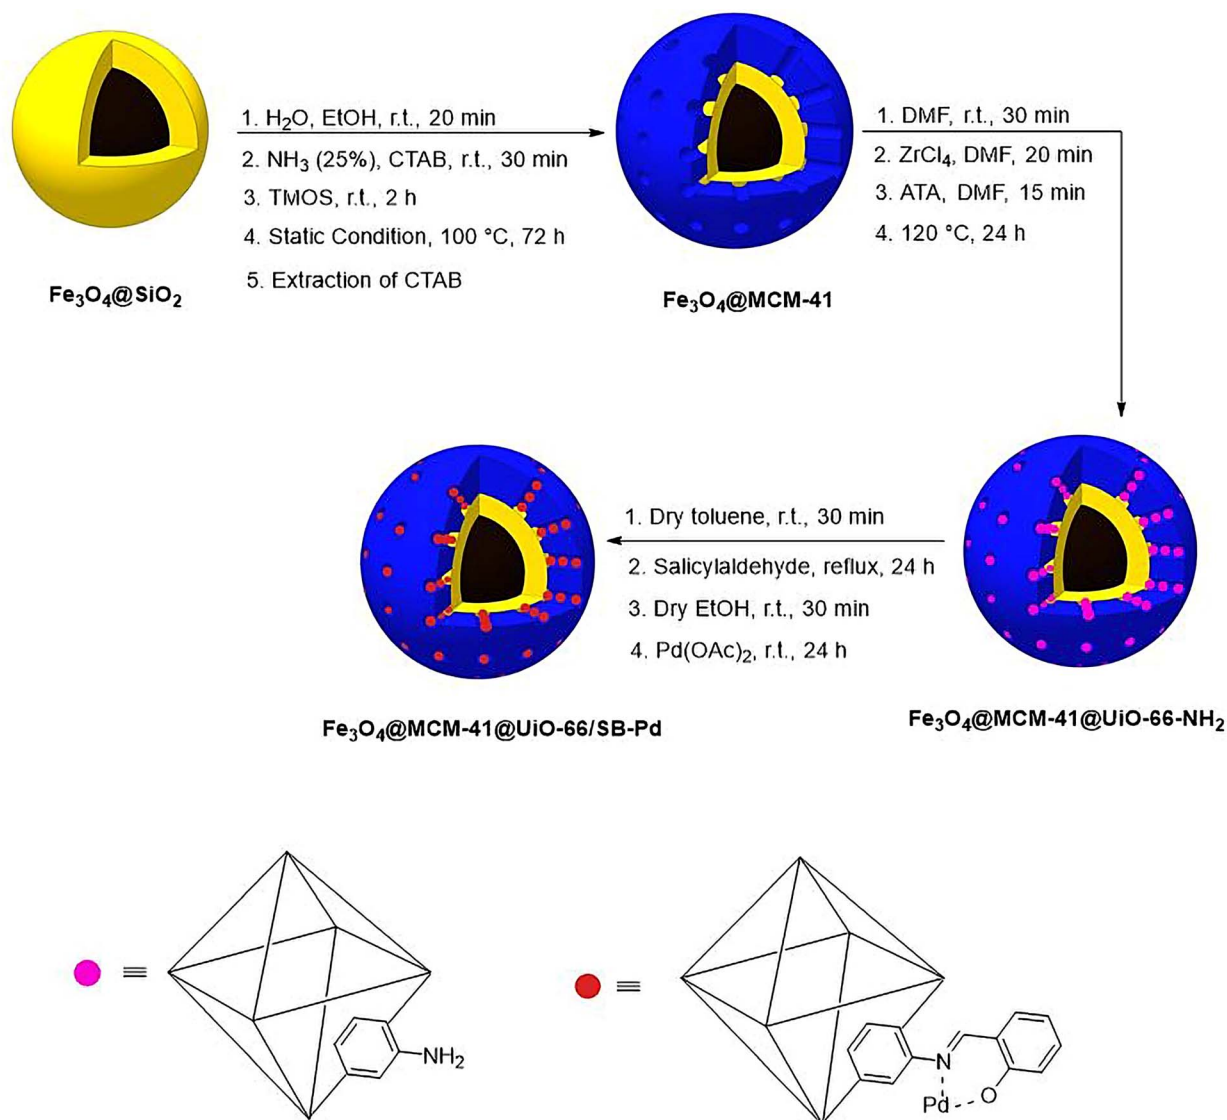 1. H₂O, EtOH, r.t., 20 min
2. NH₃ (25%), CTAB, r.t., 30 min
3. TMOS, r.t., 2 h
4. Static Condition, 100 °C, 72 h
5. Extraction of CTAB
Fe₃O₄@SiO₂
1. DMF, r.t., 30 min
2. ZrCl₄, DMF, 20 min
3. ATA, DMF, 15 min
4. 120 °C, 24 h
Fe₃O₄@MCM-41
1. Dry toluene, r.t., 30 min
2. Salicylaldehyde, reflux, 24 h
3. Dry EtOH, r.t., 30 min
4. Pd(OAc)₂, r.t., 24 h
Fe₃O₄@MCM-41@UiO-66/SB-Pd
Fe₃O₄@MCM-41@UiO-66-NH₂
NH₂
N
Pd
O